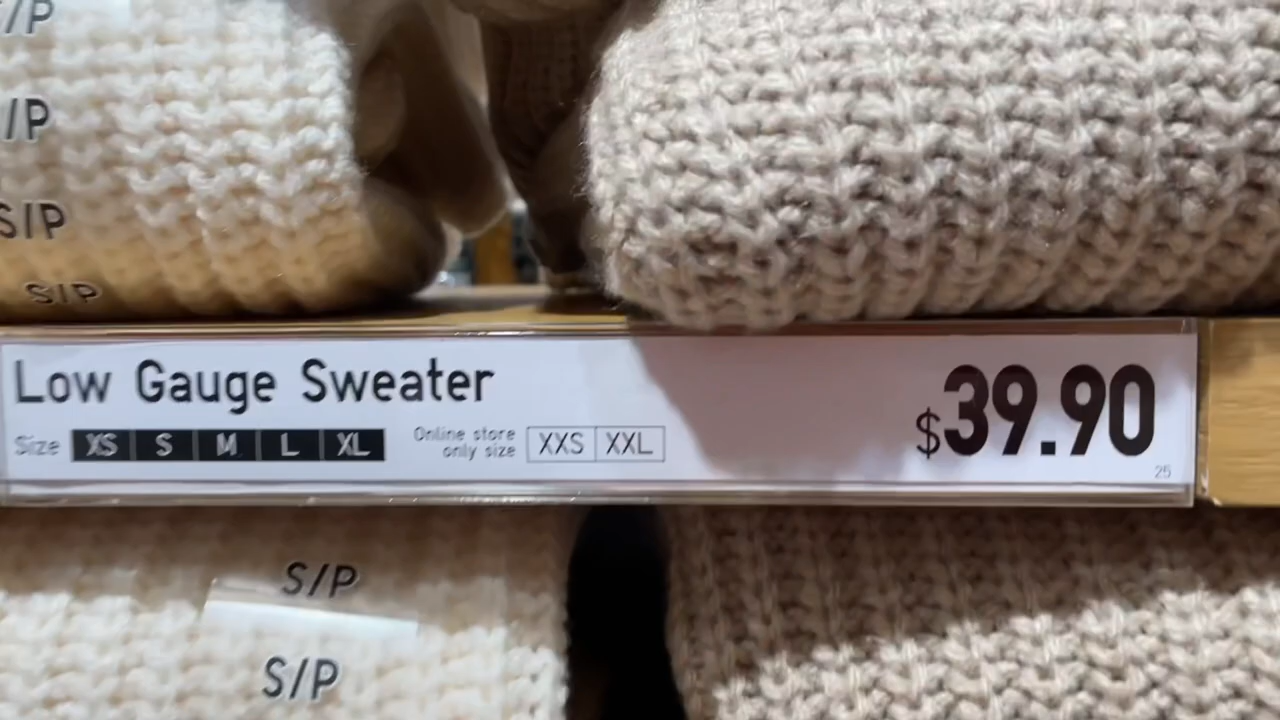 /P
/P
S/P
S/P
Low Gauge Sweater
Size XS S M L XL Online store only size XXS XXL
$39.90
25
S/P
S/P